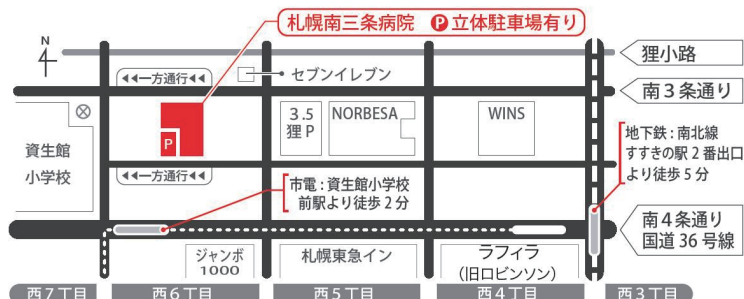 札幌南三条病院 P立体駐車場有り
N
狸小路
◀◀一方通行◀◀
セブンイレブン
南3条通り
資生館
小学校
P
3.5
狸P
NORBESA
WINS
地下鉄：南北線
すすきの駅2番出口
より徒歩5分
◀◀一方通行◀◀
市電：資生館小学校
前駅より徒歩2分
南4条通り
国道36号線
ジャンボ
1000
札幌東急イン
ラフィラ
(旧ロビンソン)
西7丁目
西6丁目
西5丁目
西4丁目
西3丁目